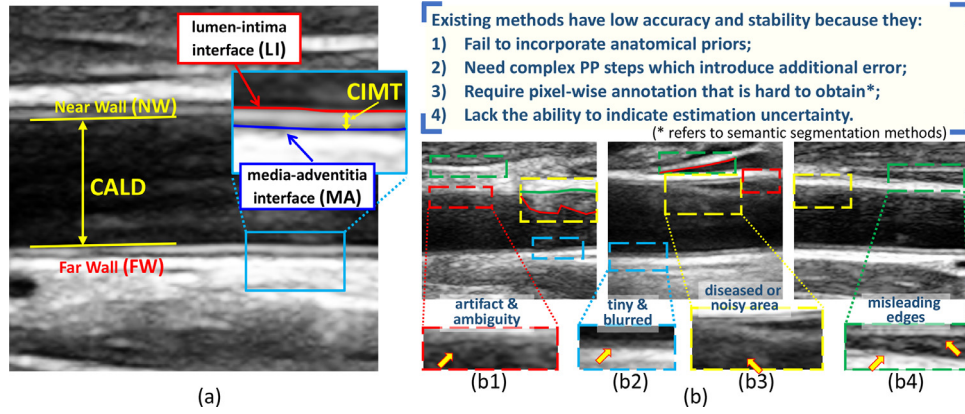 lumen-intima
interface (LI)
Near Wall (NW)
CIMT
CALD
media-adventitia
interface (MA)
Far Wall (FW)
(a)
Existing methods have low accuracy and stability because they:
1) Fail to incorporate anatomical priors;
2) Need complex PP steps which introduce additional error;
3) Require pixel-wise annotation that is hard to obtain*;
4) Lack the ability to indicate estimation uncertainty.
(* refers to semantic segmentation methods)
artifact &
ambiguity
tiny &
blurred
diseased or
noisy area
misleading
edges
(b1)
(b2)
(b)
(b3)
(b4)